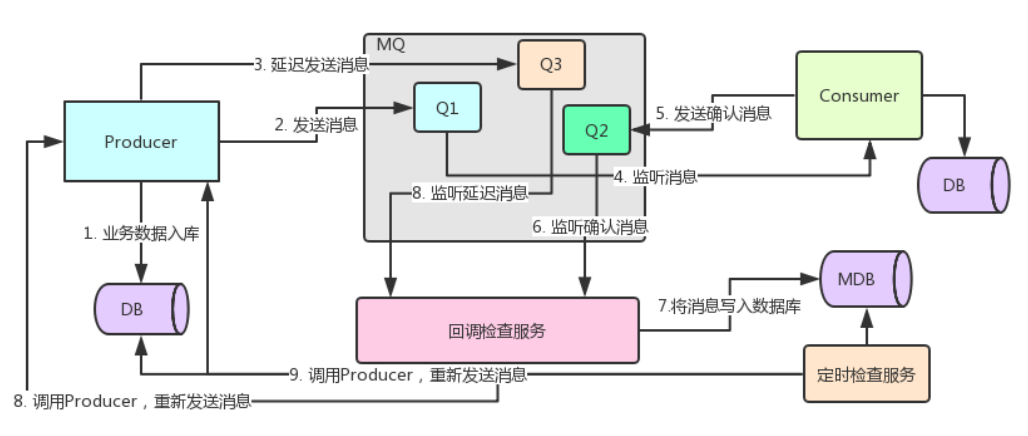 MQ
3. 延迟发送消息
Q3
Q1
Consumer
2. 发送消息
5. 发送确认消息
Q2
Producer
4. 监听消息
DB
8. 监听延迟消息
6. 监听确认消息
1. 业务数据入库
MDB
DB
7.将消息写入数据库
回调检查服务
9. 调用Producer，重新发送消息
定时检查服务
8. 调用Producer，重新发送消息